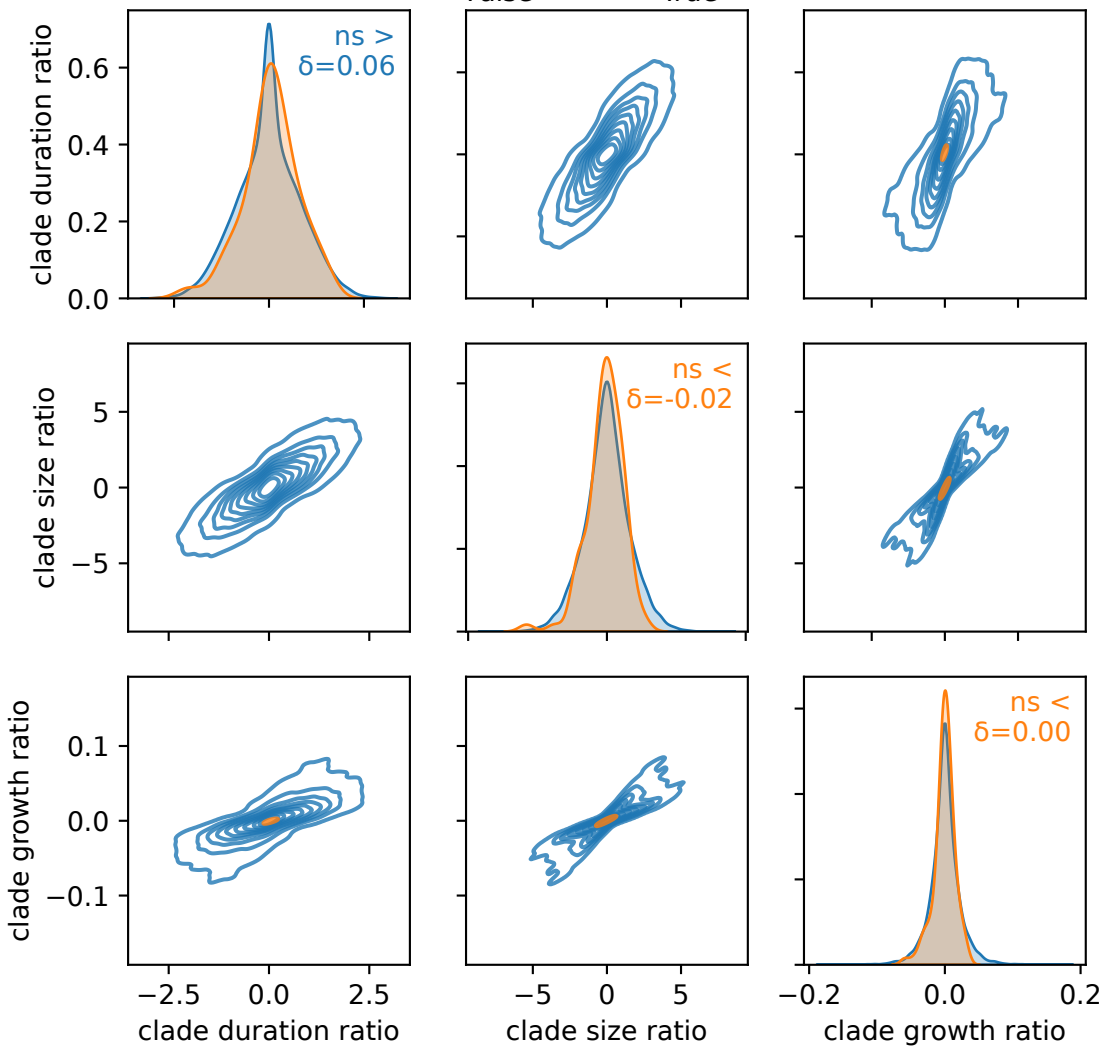 ns >
δ=0.06
clade duration ratio
0.6
0.4
0.2
0.0
ns <
δ=-0.02
clade size ratio
5
0
−5
ns <
δ=0.00
clade growth ratio
0.1
0.0
−0.1
−2.5 0.0 2.5
−5 0 5
−0.2 0.0 0.2
clade duration ratio
clade size ratio
clade growth ratio